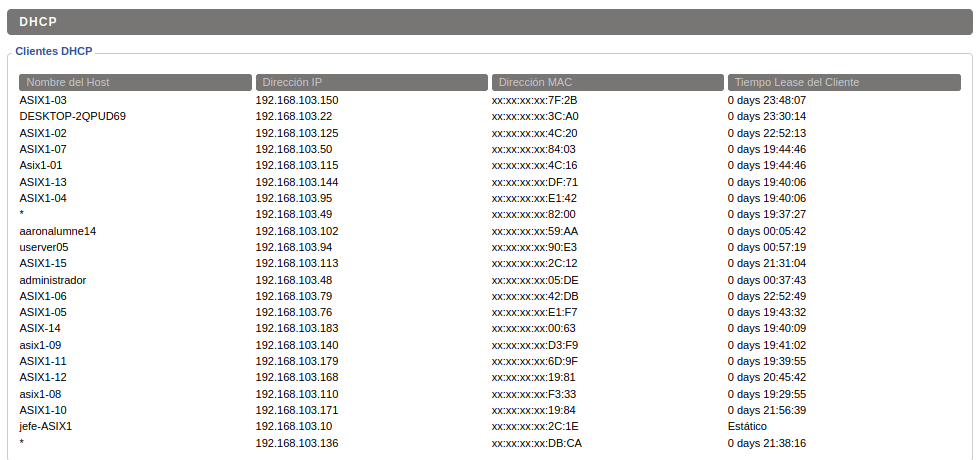 DHCP
Clientes DHCP
Nombre del Host Dirección IP Dirección MAC Tiempo Lease del Cliente
ASIX1-03 192.168.103.150 xx:xx:xx:xx:7F:2B 0 days 23:48:07
DESKTOP-2QPUD69 192.168.103.22 xx:xx:xx:xx:3C:A0 0 days 23:30:14
ASIX1-02 192.168.103.125 xx:xx:xx:xx:4C:20 0 days 22:52:13
ASIX1-07 192.168.103.50 xx:xx:xx:xx:84:03 0 days 19:44:46
Asix1-01 192.168.103.115 xx:xx:xx:xx:4C:16 0 days 19:44:46
ASIX1-13 192.168.103.144 xx:xx:xx:xx:DF:71 0 days 19:40:06
ASIX1-04 192.168.103.95 xx:xx:xx:xx:E1:42 0 days 19:40:06
* 192.168.103.49 xx:xx:xx:xx:82:00 0 days 19:37:27
aaronalumne14 192.168.103.102 xx:xx:xx:xx:59:AA 0 days 00:05:42
userver05 192.168.103.94 xx:xx:xx:xx:90:E3 0 days 00:57:19
ASIX1-15 192.168.103.113 xx:xx:xx:xx:2C:12 0 days 21:31:04
administrador 192.168.103.48 xx:xx:xx:xx:05:DE 0 days 00:37:43
ASIX1-06 192.168.103.79 xx:xx:xx:xx:42:DB 0 days 22:52:49
ASIX1-05 192.168.103.76 xx:xx:xx:xx:E1:F7 0 days 19:43:32
ASIX-14 192.168.103.183 xx:xx:xx:xx:00:63 0 days 19:40:09
asix1-09 192.168.103.140 xx:xx:xx:xx:D3:F9 0 days 19:41:02
ASIX1-11 192.168.103.179 xx:xx:xx:xx:6D:9F 0 days 19:39:55
ASIX1-12 192.168.103.168 xx:xx:xx:xx:19:81 0 days 20:45:42
asix1-08 192.168.103.110 xx:xx:xx:xx:F3:33 0 days 19:29:55
ASIX1-10 192.168.103.171 xx:xx:xx:xx:19:84 0 days 21:56:39
jefe-ASIX1 192.168.103.10 xx:xx:xx:xx:2C:1E Estático
* 192.168.103.136 xx:xx:xx:xx:DB:CA 0 days 21:38:16